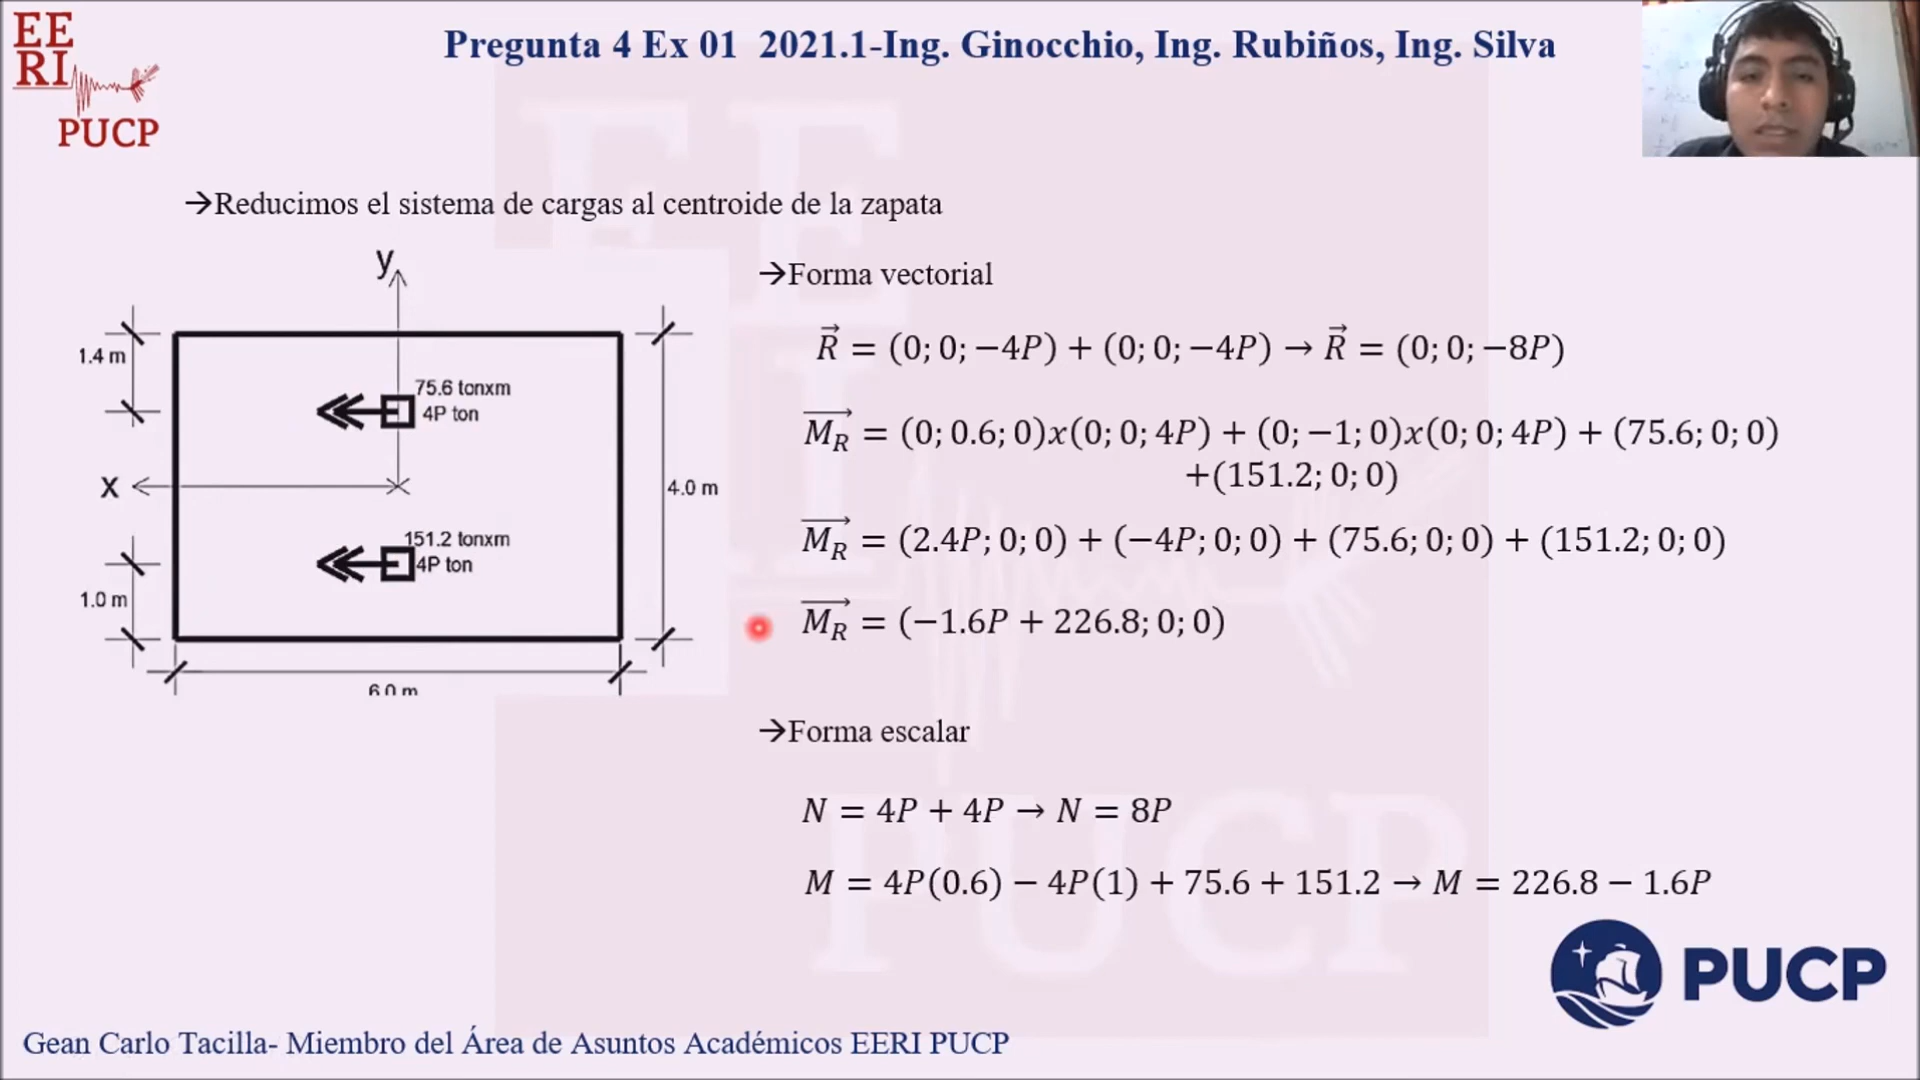 EE
RI
PUCP
Pregunta 4 Ex 01 2021.1-Ing. Ginocchio, Ing. Rubiños, Ing. Silva
→Reducimos el sistema de cargas al centroide de la zapata
y
1.4 m
75.6 tonxm
4P ton
x
4.0 m
151.2 tonxm
4P ton
1.0 m
6.0 m
→Forma vectorial
R⃗ = (0; 0; −4P) + (0; 0; −4P) → R⃗ = (0; 0; −8P)
M_R⃗ = (0; 0.6; 0)x(0; 0; 4P) + (0; −1; 0)x(0; 0; 4P) + (75.6; 0; 0)
+(151.2; 0; 0)
M_R⃗ = (2.4P; 0; 0) + (−4P; 0; 0) + (75.6; 0; 0) + (151.2; 0; 0)
M_R⃗ = (−1.6P + 226.8; 0; 0)
→Forma escalar
N = 4P + 4P → N = 8P
M = 4P(0.6) − 4P(1) + 75.6 + 151.2 → M = 226.8 − 1.6P
EE
RI
PUCP
PUCP
Gean Carlo Tacilla- Miembro del Área de Asuntos Académicos EERI PUCP